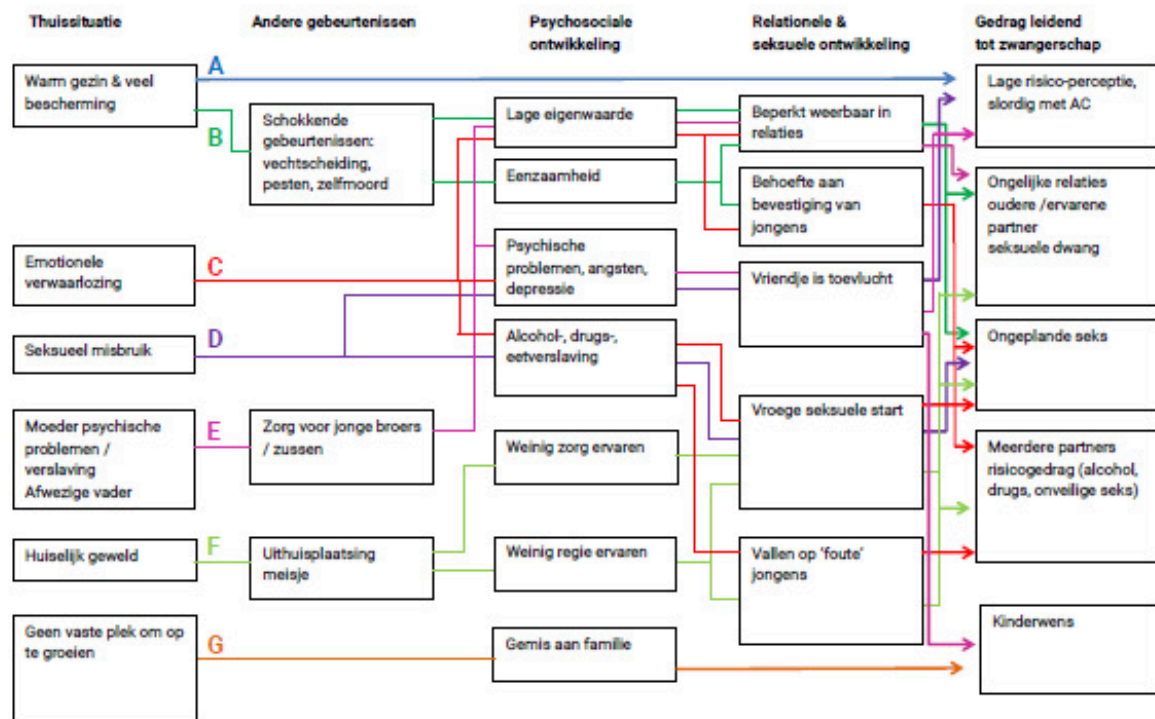 Thuissituatie
Andere gebeurtenissen
Psychosociale
ontwikkeling
Relationele &
seksuele ontwikkeling
Gedrag leidend
tot zwangerschap
Warm gezin & veel
bescherming
A
B
Schokkende
gebeurtenissen:
vechtscheiding,
pesten, zelfmoord
Lage eigenwaarde
Eenzaamheid
Beperkt weerbaar in
relaties
Behoefte aan
bevestiging van
jongens
Lage risico-perceptie,
slordig met AC
Ongelijke relaties
oudere /ervarene
partner
seksuele dwang
Emotionele
verwaarlozing
C
Psychische
problemen, angsten,
depressie
Vriendje is toevlucht
Seksueel misbruik
D
Alcohol-, drugs-,
eetverslaving
Ongeplande seks
Moeder psychische
problemen /
verslaving
Afwezige vader
E
Zorg voor jonge broers
/ zussen
Weinig zorg ervaren
Vroege seksuele start
Meerdere partners
risicogedrag (alcohol,
drugs, onveilige seks)
Huiselijk geweld
F
Uithuisplaatsing
meisje
Weinig regie ervaren
Vallen op ‘foute’
jongens
Geen vaste plek om op
te groeien
G
Gemis aan familie
Kinderwens